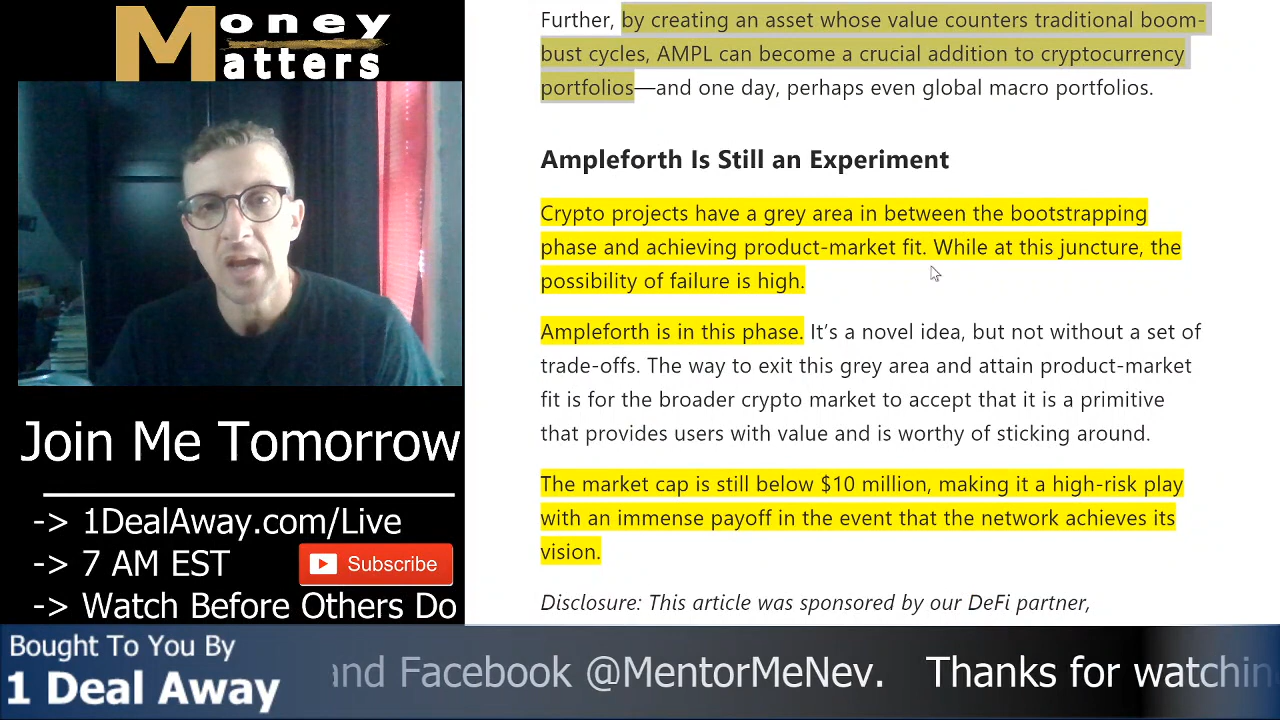 Money
Matters
Join Me Tomorrow
-> 1DealAway.com/Live
-> 7 AM EST
Subscribe
-> Watch Before Others Do
Further, by creating an asset whose value counters traditional boom-
bust cycles, AMPL can become a crucial addition to cryptocurrency
portfolios—and one day, perhaps even global macro portfolios.
Ampleforth Is Still an Experiment
Crypto projects have a grey area in between the bootstrapping
phase and achieving product-market fit. While at this juncture, the
possibility of failure is high.
Ampleforth is in this phase. It's a novel idea, but not without a set of
trade-offs. The way to exit this grey area and attain product-market
fit is for the broader crypto market to accept that it is a primitive
that provides users with value and is worthy of sticking around.
The market cap is still below $10 million, making it a high-risk play
with an immense payoff in the event that the network achieves its
vision.
Disclosure: This article was sponsored by our DeFi partner,
Bought To You By
1 Deal Away
and Facebook @MentorMeNev. Thanks for watchin